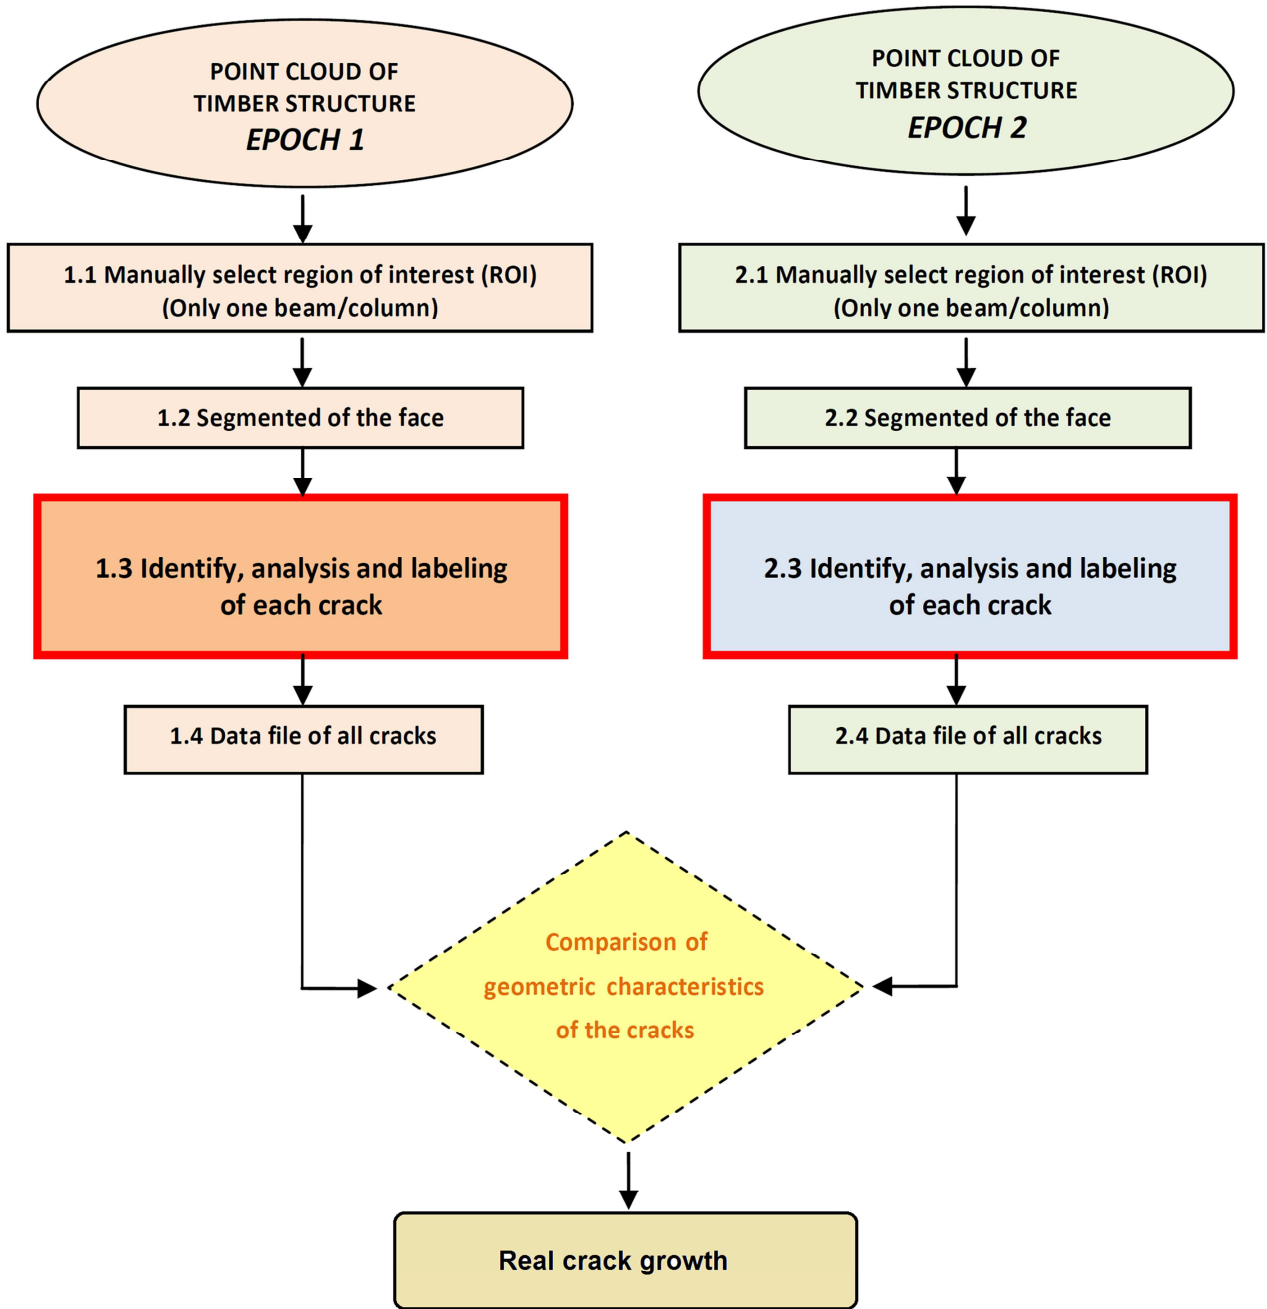 POINT CLOUD OF
TIMBER STRUCTURE
EPOCH 1
1.1 Manually select region of interest (ROI)
(Only one beam/column)
1.2 Segmented of the face
1.3 Identify, analysis and labeling
of each crack
1.4 Data file of all cracks
POINT CLOUD OF
TIMBER STRUCTURE
EPOCH 2
2.1 Manually select region of interest (ROI)
(Only one beam/column)
2.2 Segmented of the face
2.3 Identify, analysis and labeling
of each crack
2.4 Data file of all cracks
Comparison of
geometric characteristics
of the cracks
Real crack growth